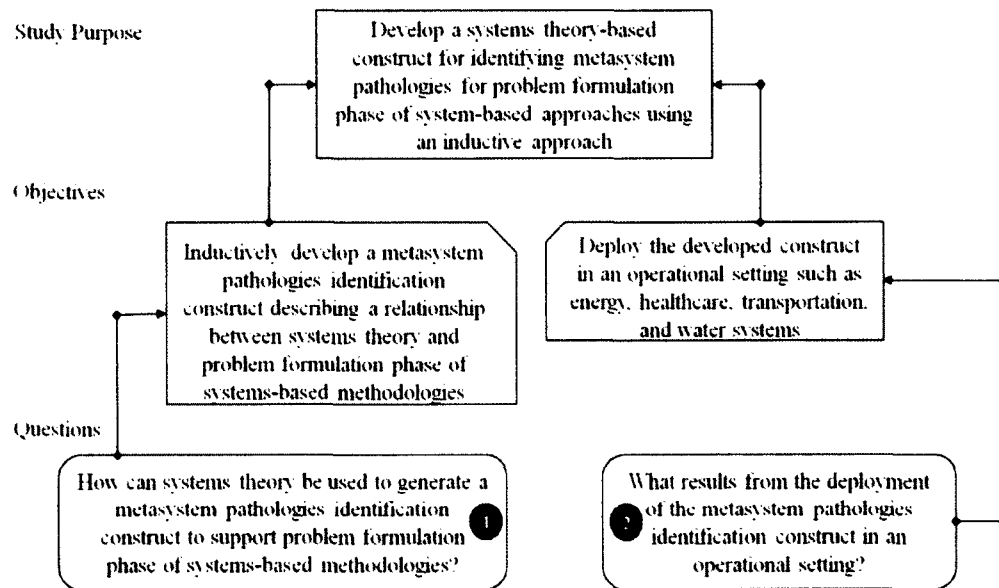 Study Purpose
Develop a systems theory-based
construct for identifying metasystem
pathologies for problem formulation
phase of system-based approaches using
an inductive approach
Objectives
Inductively develop a metasystem
pathologies identification
construct describing a relationship
between systems theory and
problem formulation phase of
systems-based methodologies
Deploy the developed construct
in an operational setting such as
energy, healthcare, transportation,
and water systems
Questions
How can systems theory be used to generate a
metasystem pathologies identification
construct to support problem formulation
phase of systems-based methodologies?
1
What results from the deployment
of the metasystem pathologies
identification construct in an
operational setting?
2